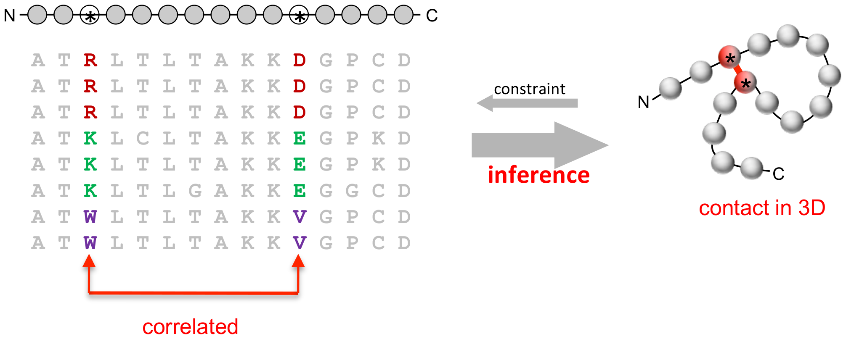 N * * C
A T R L T L T A K K D G P C D
A T R L T L T A K K D G P C D
A T R L T L T A K K D G P C D
A T K L C L T A K K E G P K D
A T K L T L T A K K E G P K D
A T K L T L G A K K E G G C D
A T W L T L T A K K V G P C D
A T W L T L T A K K V G P C D
correlated
constraint
inference
* *
N
C
contact in 3D